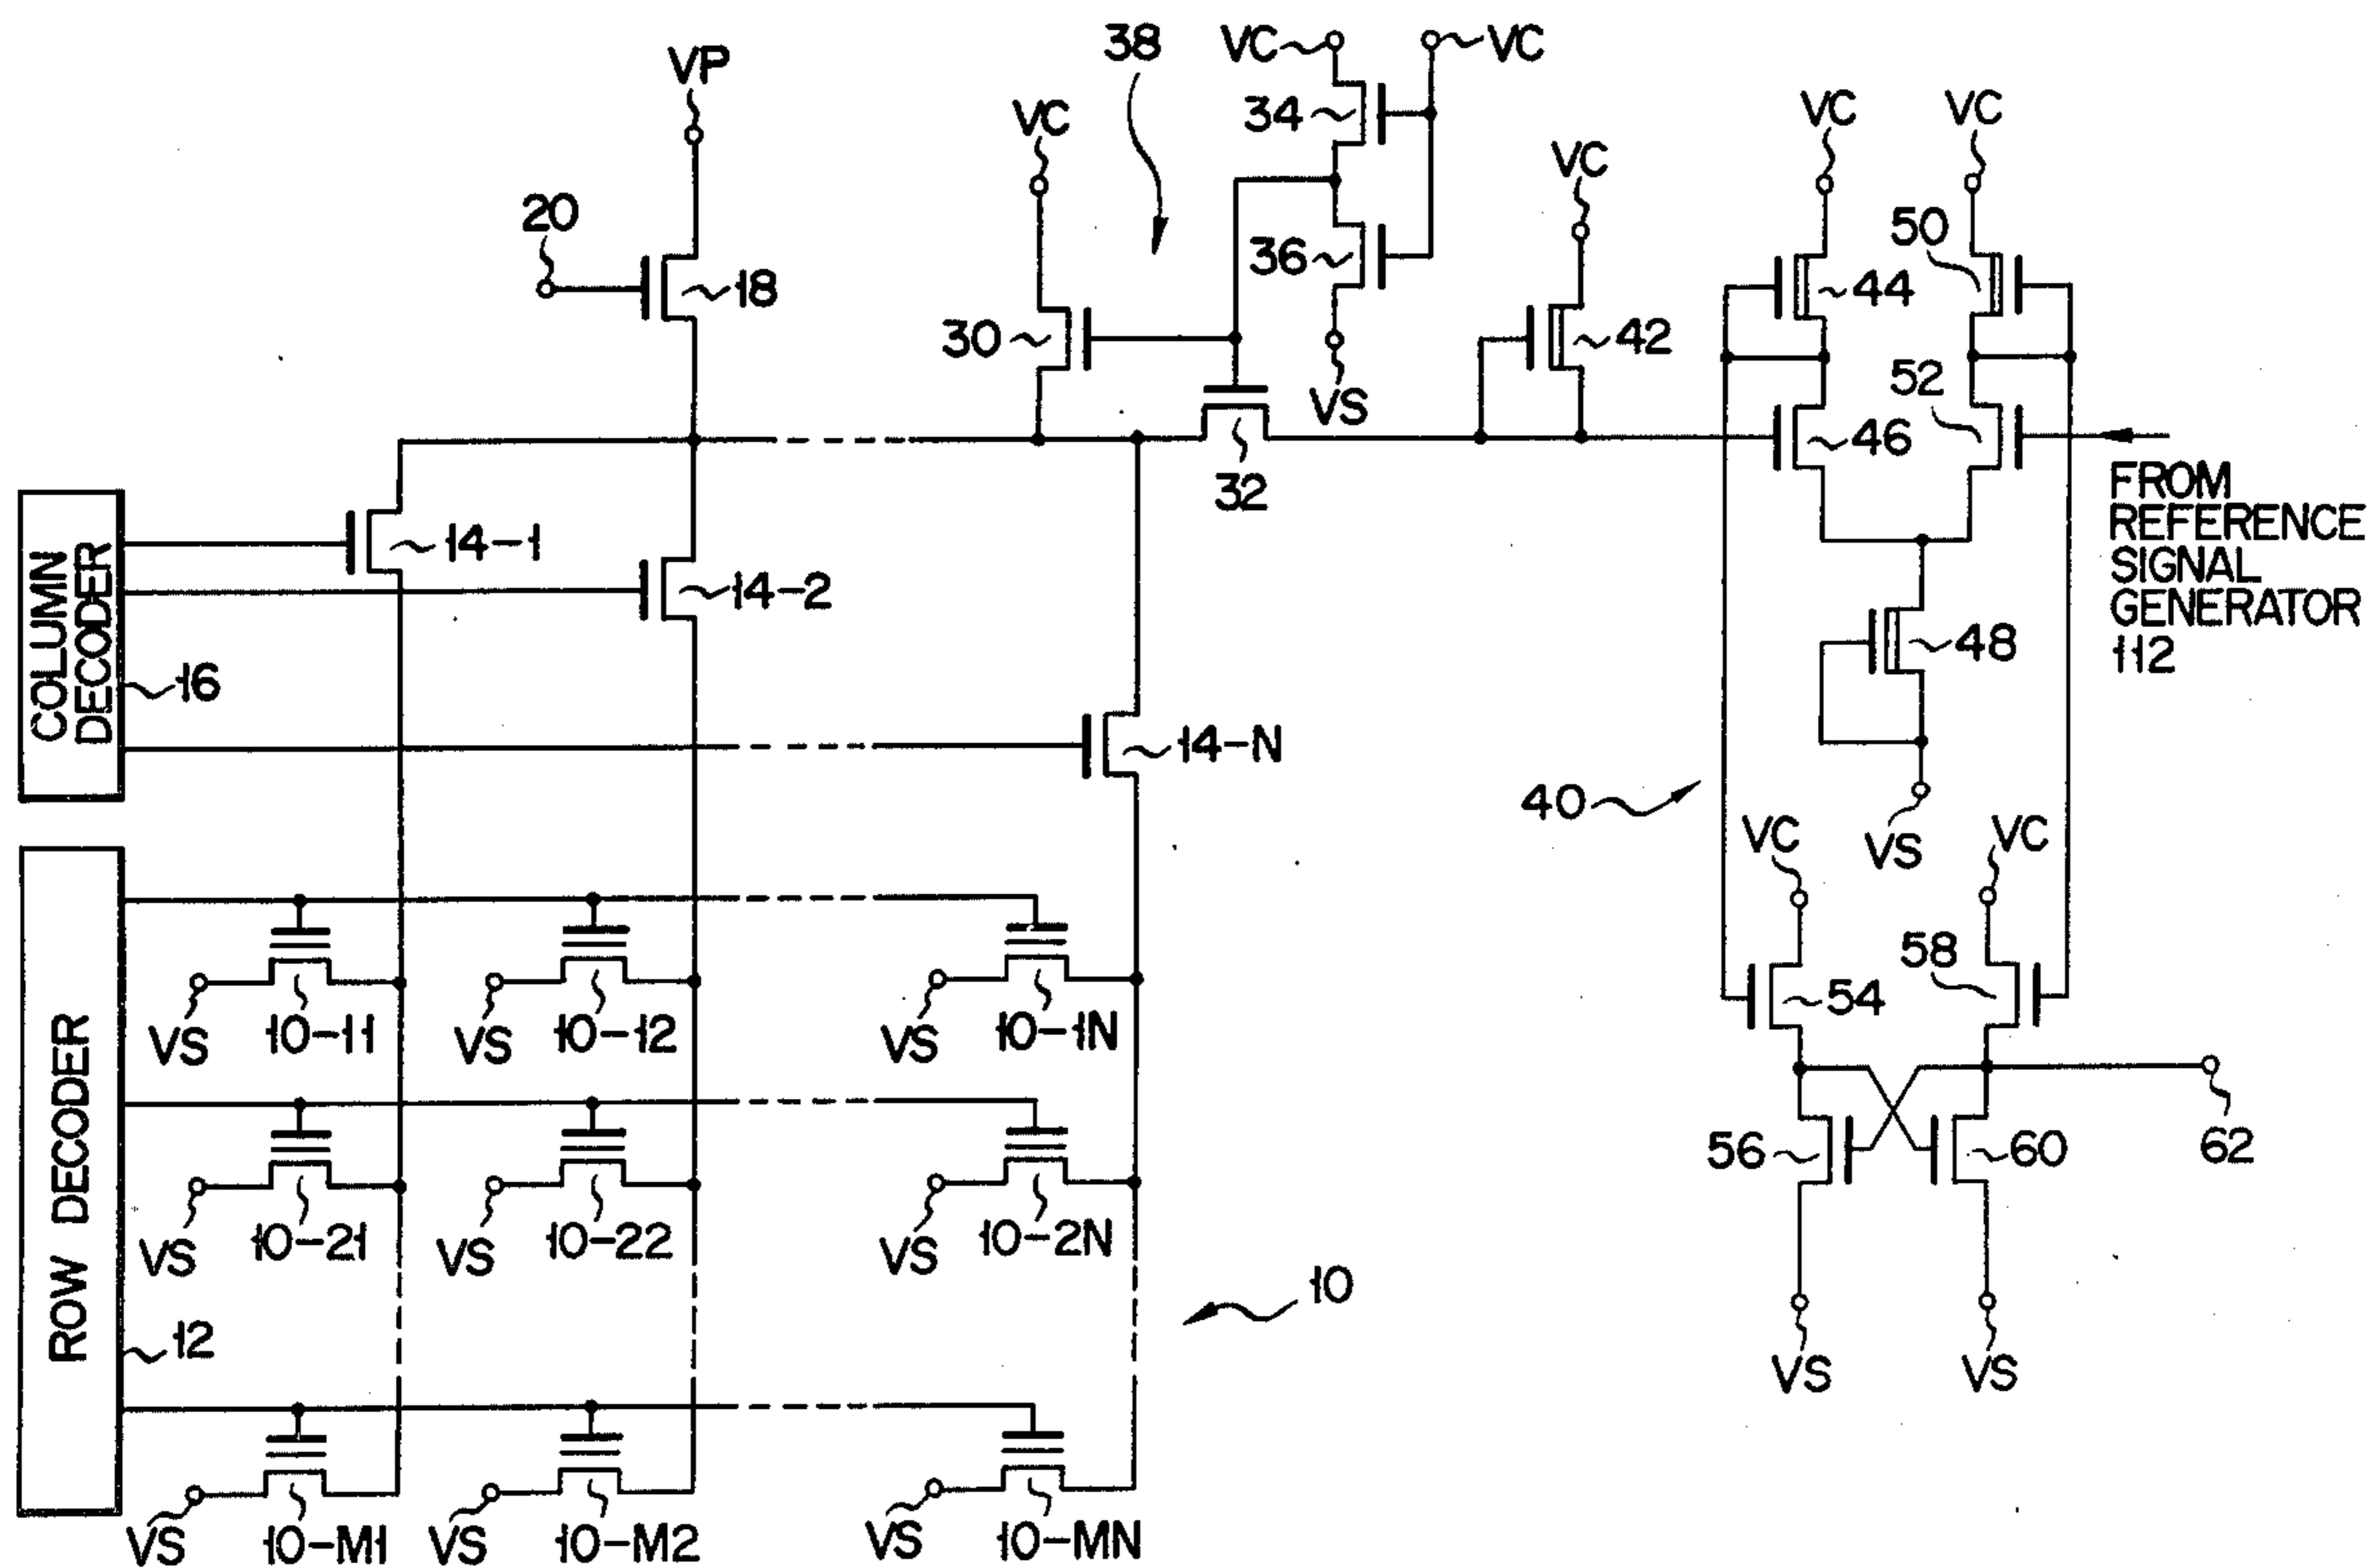 38
VC
VC
VP
34
VC
VC
VC
VC
20
50
36
18
44
30
42
52
VS
46
32
FROM
REFERENCE
SIGNAL
GENERATOR
112
COLUMN
DECODER
14-1
14-2
48
16
14-N
40
VC
VC
VS
58
54
ROW DECODER
VS
10-11
VS
10-12
VS
10-1N
56
60
62
VS
10-21
VS
10-22
VS
10-2N
10
12
VS
VS
VS
10-M1
VS
10-M2
VS
10-MN